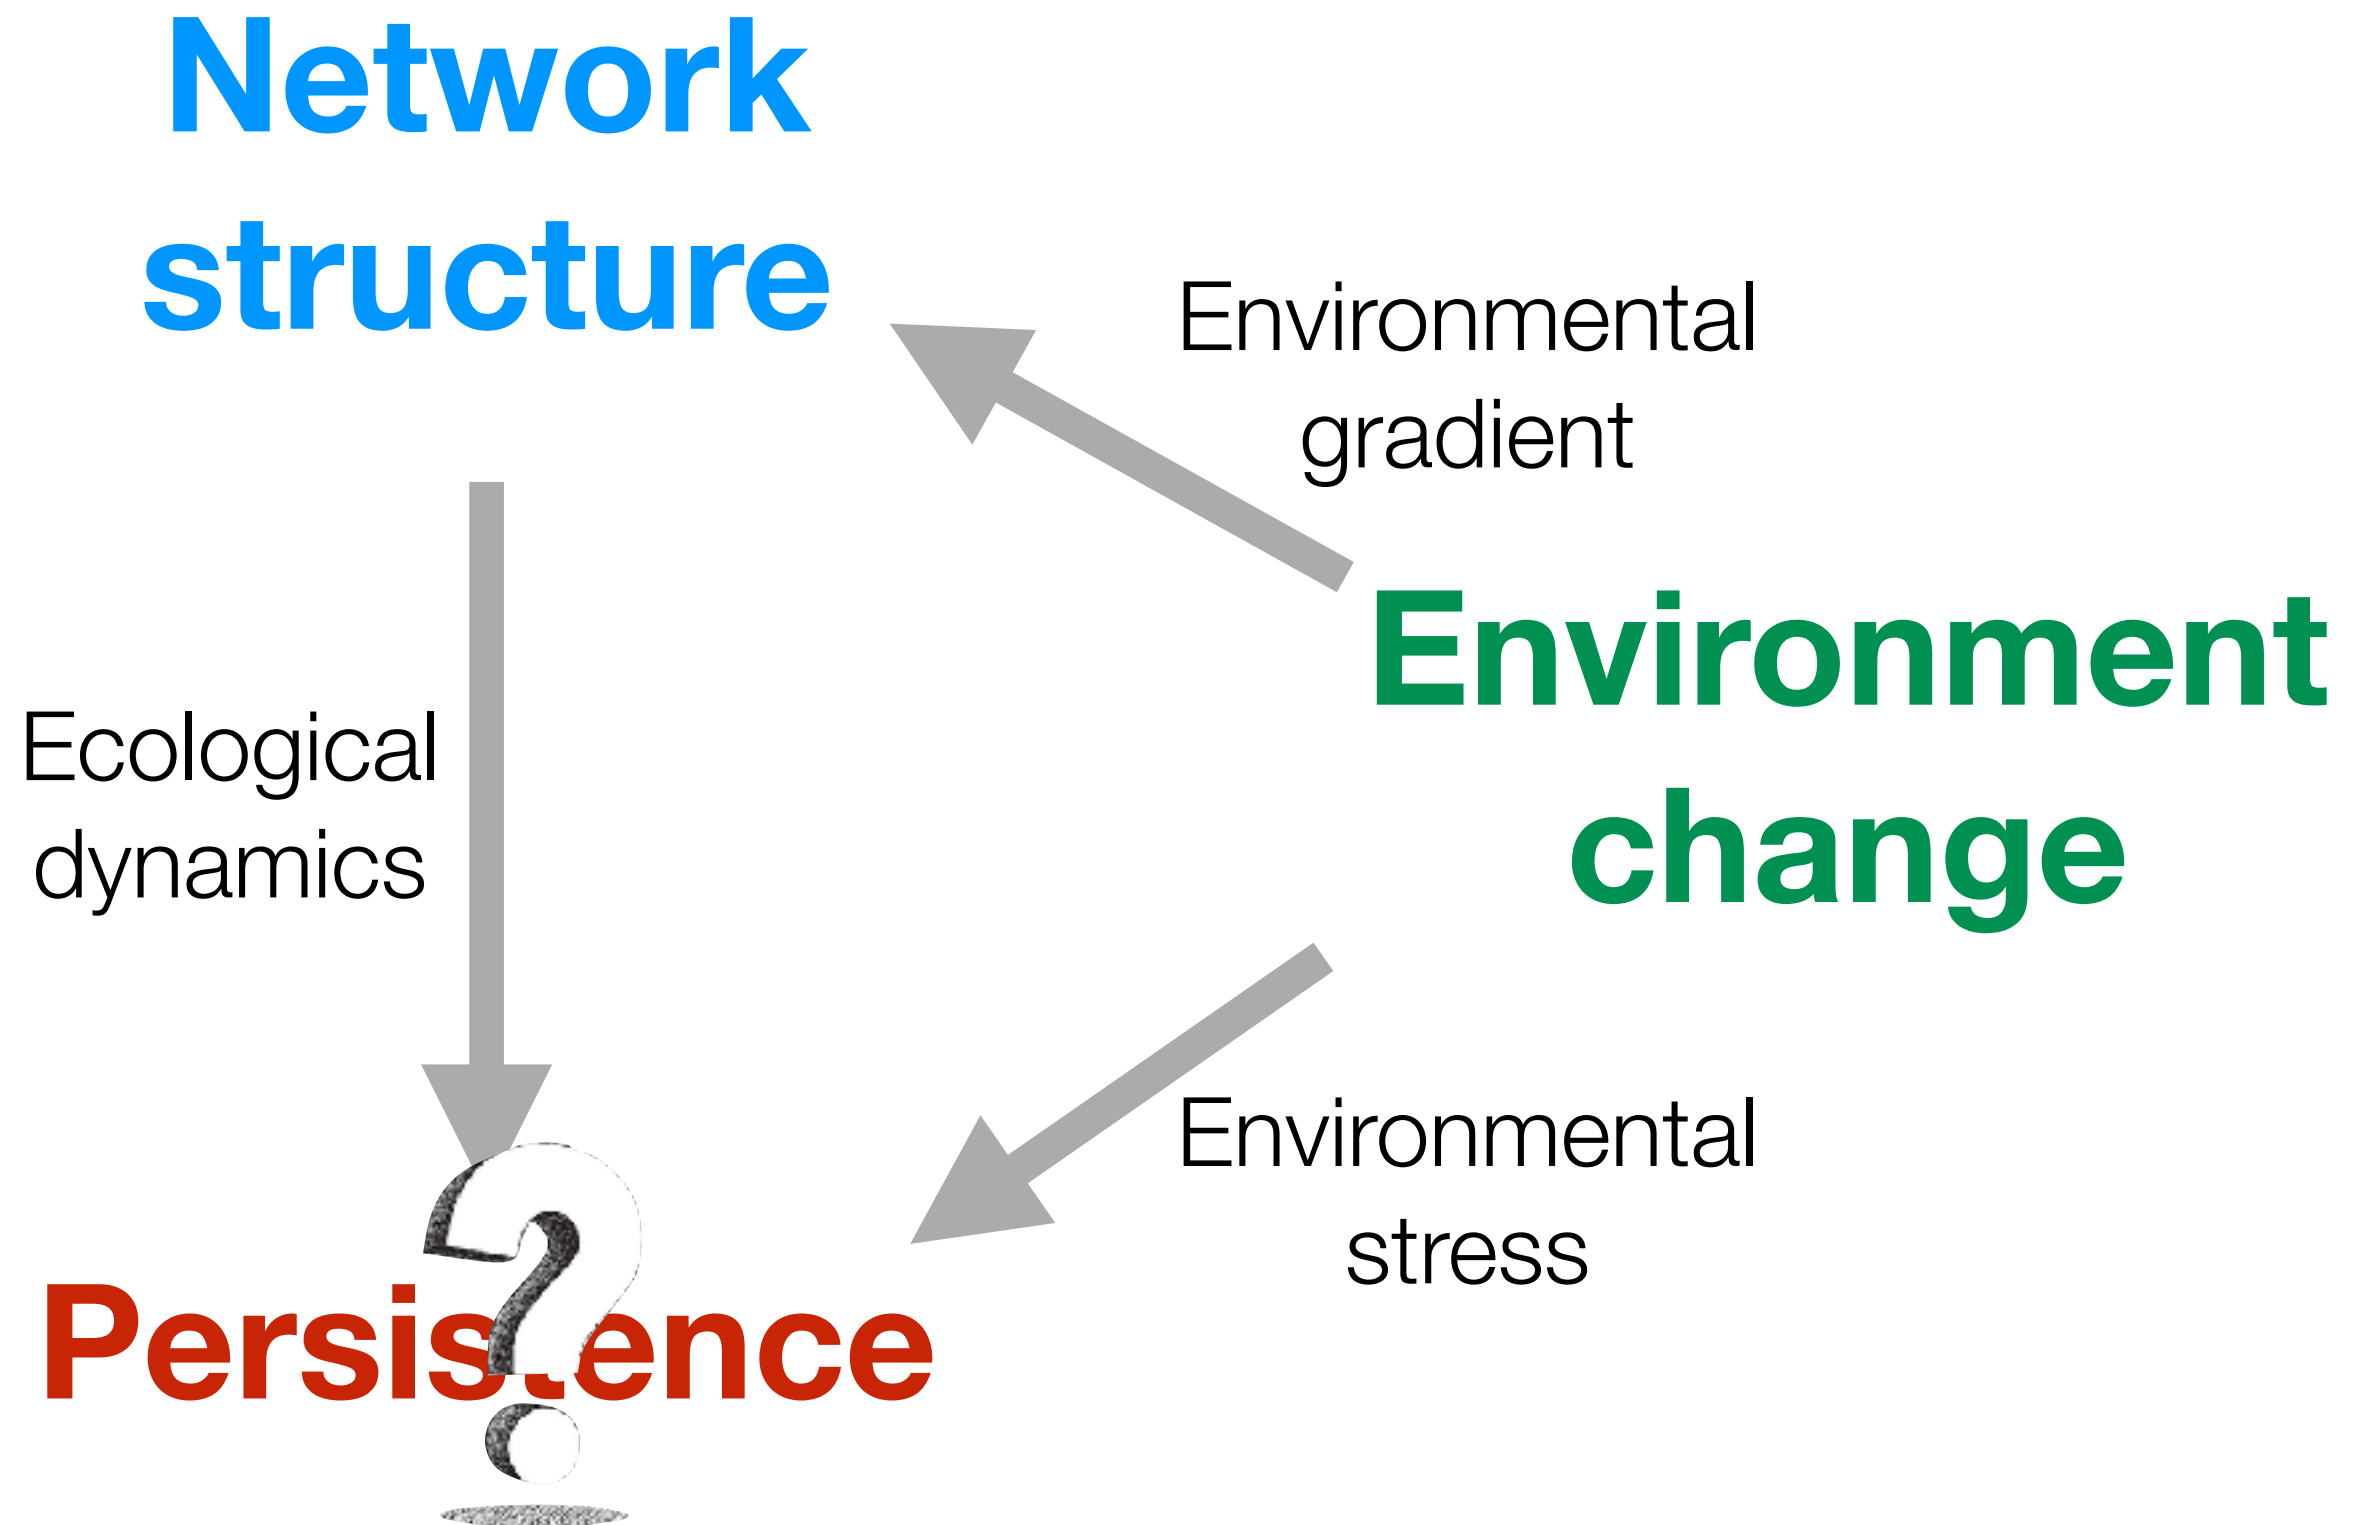 Network
structure
Environmental
gradient
Environment
change
Ecological
dynamics
Environmental
stress
Persistence
?